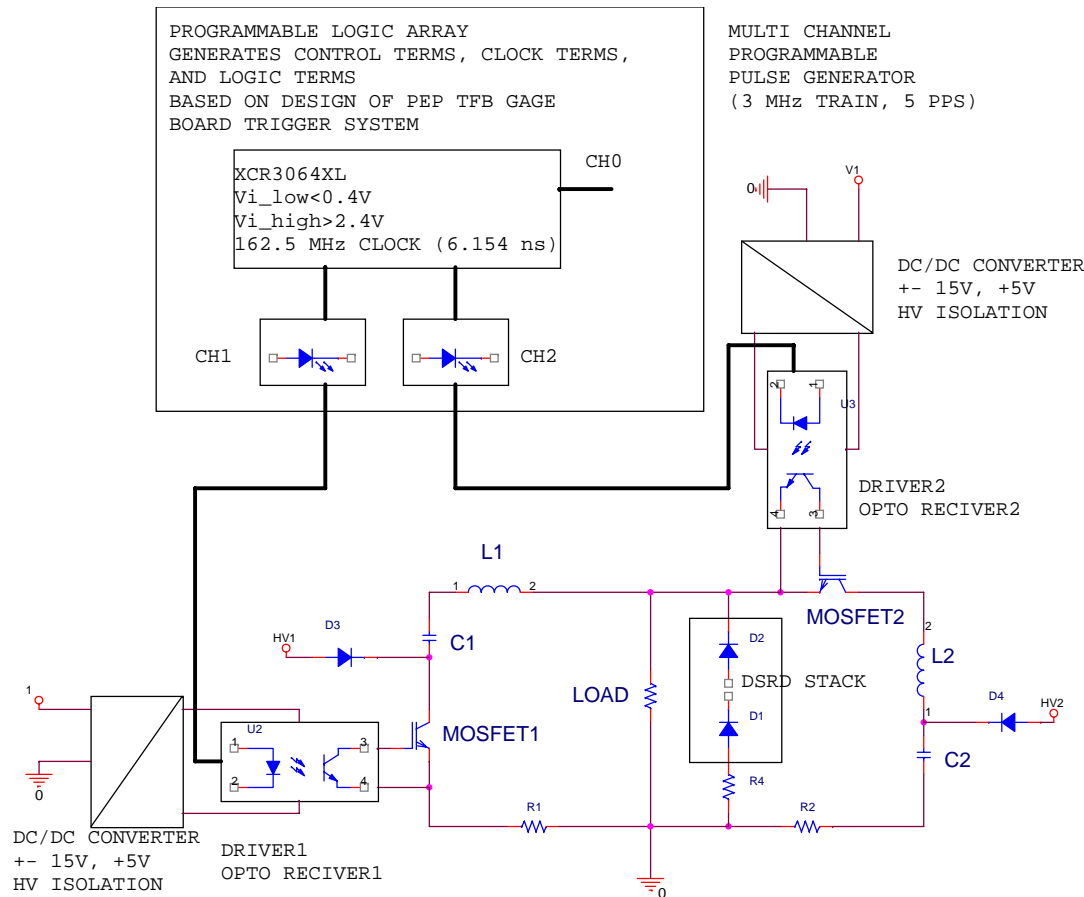 PROGRAMMABLE LOGIC ARRAY
GENERATES CONTROL TERMS, CLOCK TERMS,
AND LOGIC TERMS
BASED ON DESIGN OF PEP TFB GAGE
BOARD TRIGGER SYSTEM
MULTI CHANNEL
PROGRAMMABLE
PULSE GENERATOR
(3 MHz TRAIN, 5 PPS)
XCR3064XL
Vi_low<0.4V
Vi_high>2.4V
162.5 MHz CLOCK (6.154 ns)
CH0
CH1
CH2
0
V1
DC/DC CONVERTER
+- 15V, +5V
HV ISOLATION
2
1
U3
4
3
DRIVER2
OPTO RECIVER2
L1
1
2
MOSFET2
HV1
D3
C1
LOAD
D2
DSRD STACK
D1
R4
2
L2
1
D4
HV2
C2
1
0
U2
1
2
3
4
MOSFET1
R1
R2
0
DC/DC CONVERTER
+- 15V, +5V
HV ISOLATION
DRIVER1
OPTO RECIVER1